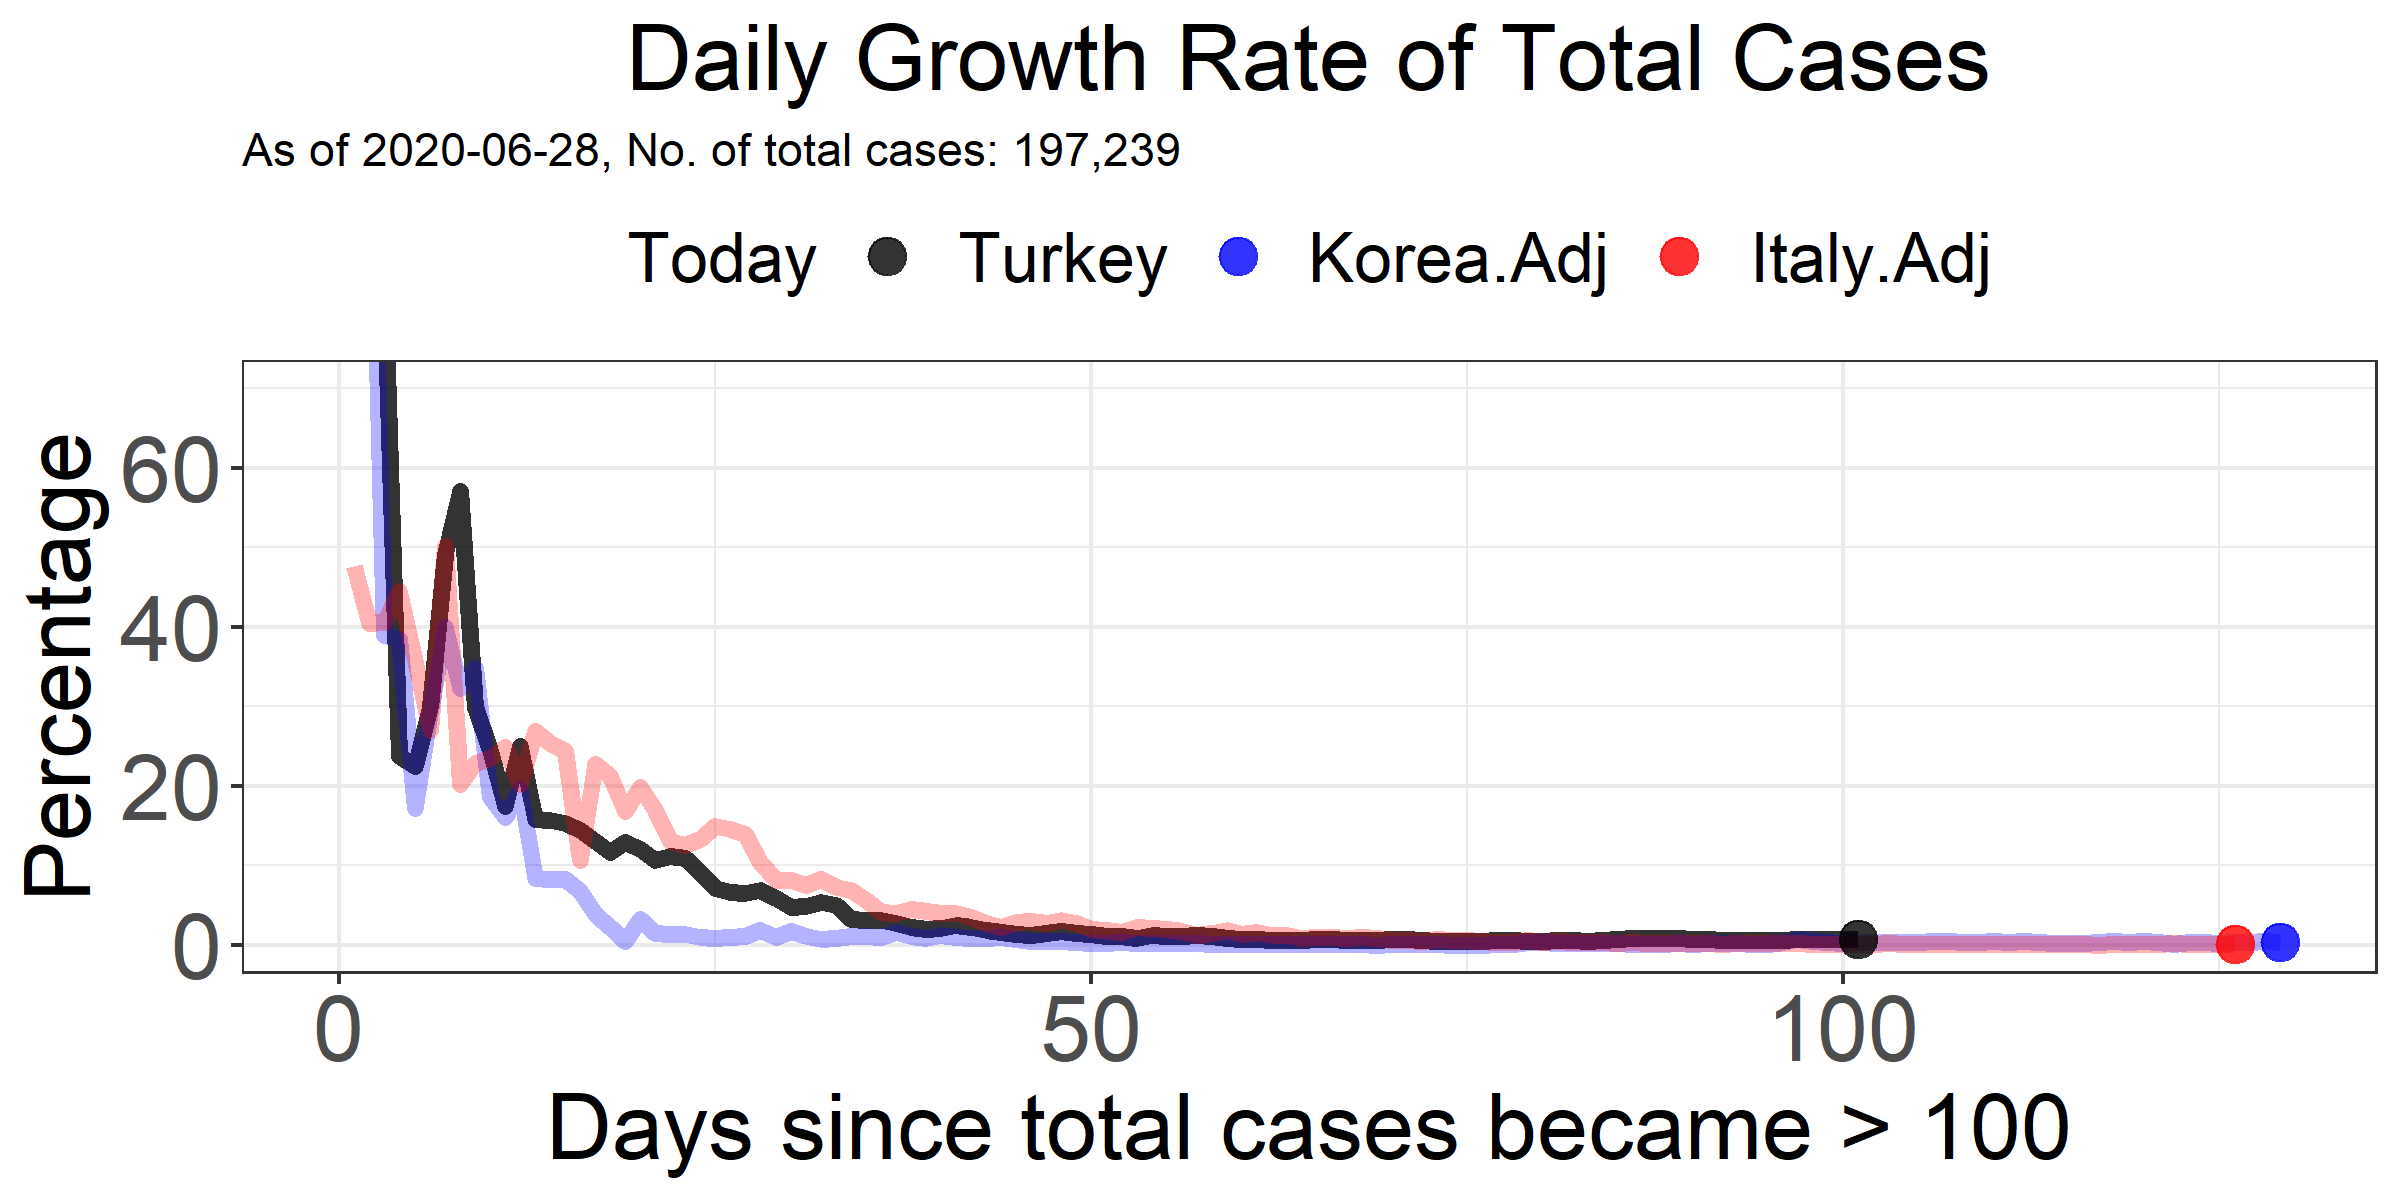 Daily Growth Rate of Total Cases
As of 2020-06-28, No. of total cases: 197,239
Today Turkey Korea.Adj Italy.Adj
Percentage
60
40
20
0
0 50 100
Days since total cases became > 100